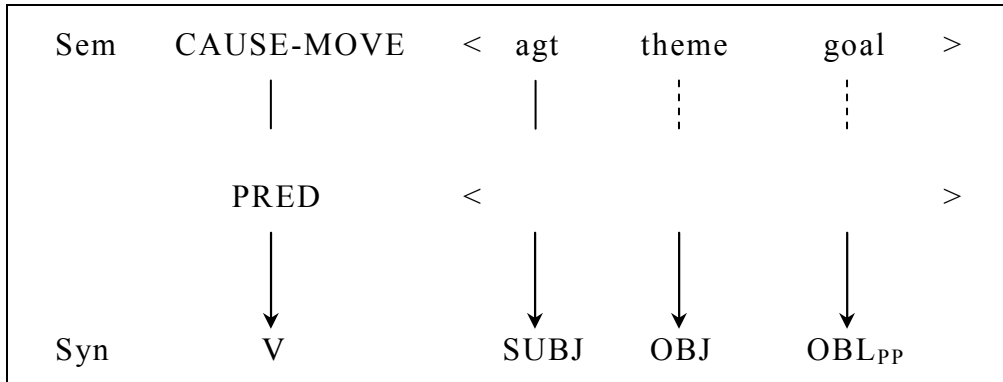 Sem CAUSE-MOVE < agt theme goal >
PRED < >
Syn V SUBJ OBJ OBLPP